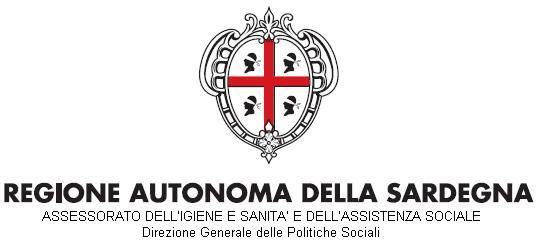 REGIONE AUTONOMA DELLA SARDEGNA
ASSESSORATO DELL'IGIENE E SANITA' E DELL'ASSISTENZA SOCIALE
Direzione Generale delle Politiche Sociali